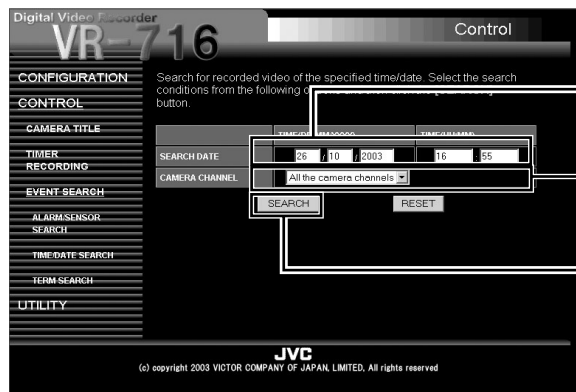 Digital Video Recorder
VR-716
Control
CONFIGURATION
CONTROL
CAMERA TITLE
TIMER
RECORDING
EVENT SEARCH
ALARM/SENSOR
SEARCH
TIME/DATE SEARCH
TERM SEARCH
UTILITY
Search for recorded video of the specified time/date. Select the search
conditions from the following
button.
SEARCH DATE 26 / 10 / 2003 16 : 55
CAMERA CHANNEL All the camera channels
SEARCH RESET
JVC
(c) copyright 2003 VICTOR COMPANY OF JAPAN, LIMITED, All rights reserved